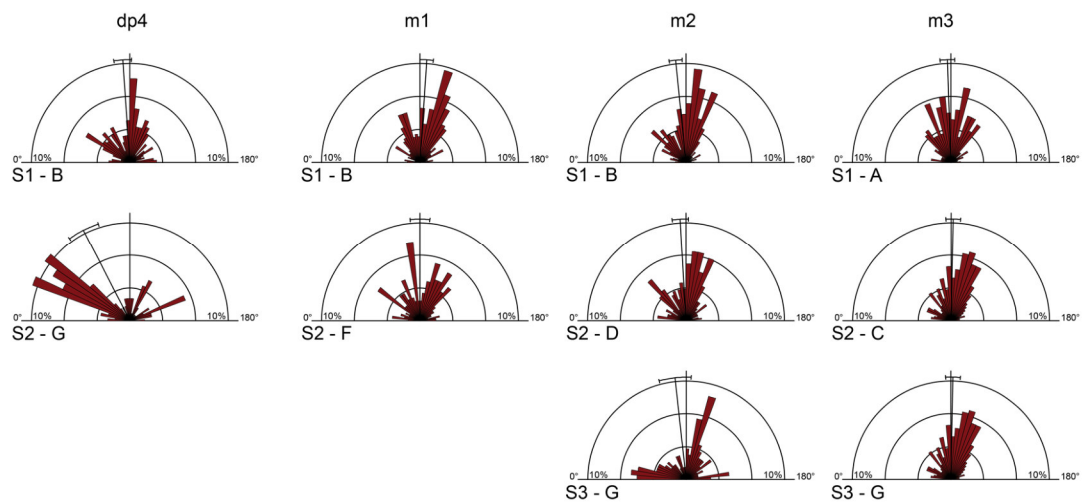 dp4 m1 m2 m3
0° 10% 10% 180° 0° 10% 10% 180° 0° 10% 10% 180° 0° 10% 10% 180°
S1 - B S1 - B S1 - B S1 - A
0° 10% 10% 180° 0° 10% 10% 180° 0° 10% 10% 180° 0° 10% 10% 180°
S2 - G S2 - F S2 - D S2 - C
0° 10% 10% 180° 0° 10% 10% 180°
S3 - G S3 - G